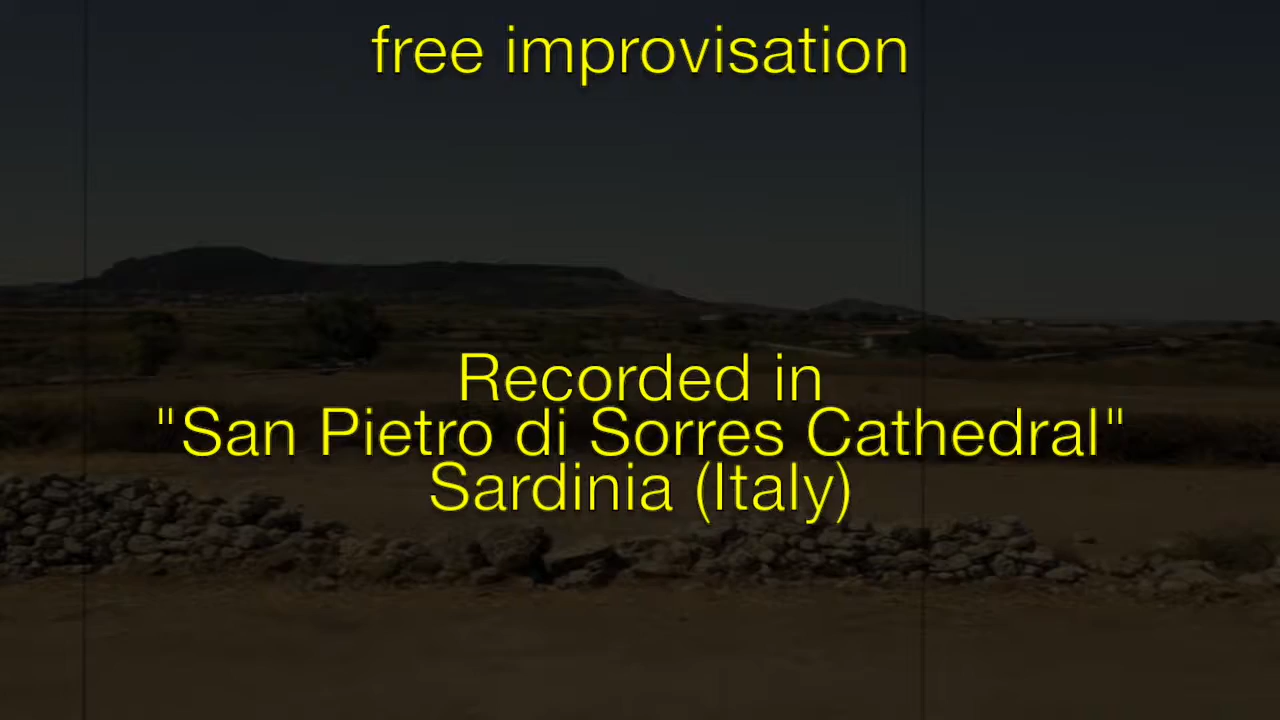 free improvisation
Recorded in
"San Pietro di Sorres Cathedral"
Sardinia (Italy)